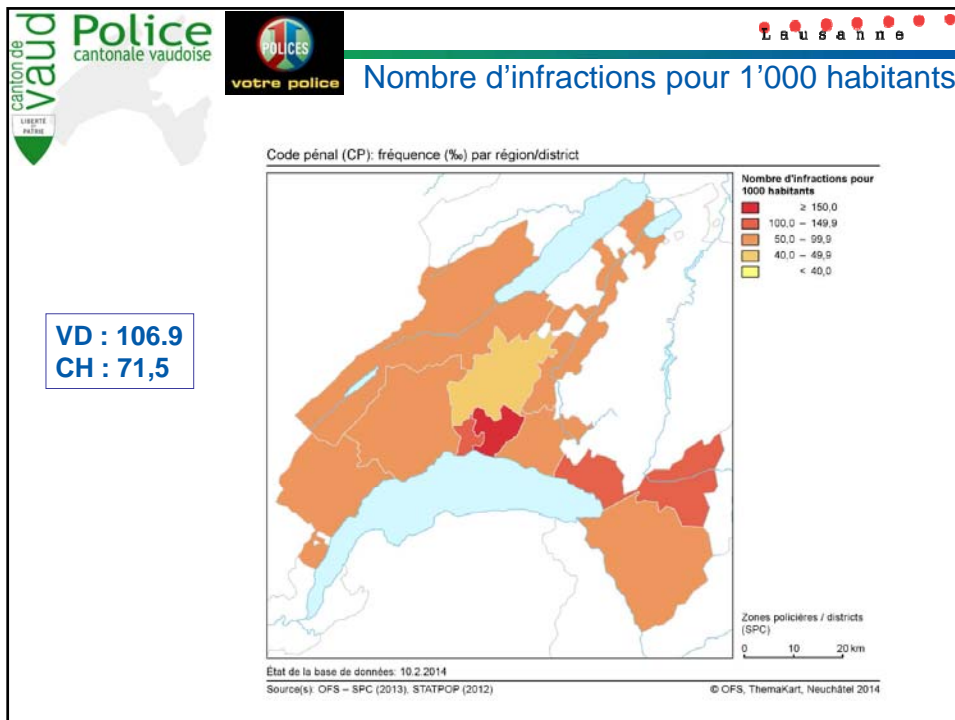 canton de
vaud
LIBERTÉ
ET
PATRIE
Police
cantonale vaudoise
POLICES
votre police
Lausanne
Nombre d'infractions pour 1'000 habitants
Code pénal (CP): fréquence (‰) par région/district
Nombre d'infractions pour
1000 habitants
≥ 150,0
100,0 – 149,9
50,0 – 99,9
40,0 – 49,9
< 40,0
VD : 106.9
CH : 71,5
Zones policières / districts
(SPC)
0 10 20 km
État de la base de données: 10.2.2014
Source(s): OFS – SPC (2013), STATPOP (2012)
© OFS, ThemaKart, Neuchâtel 2014